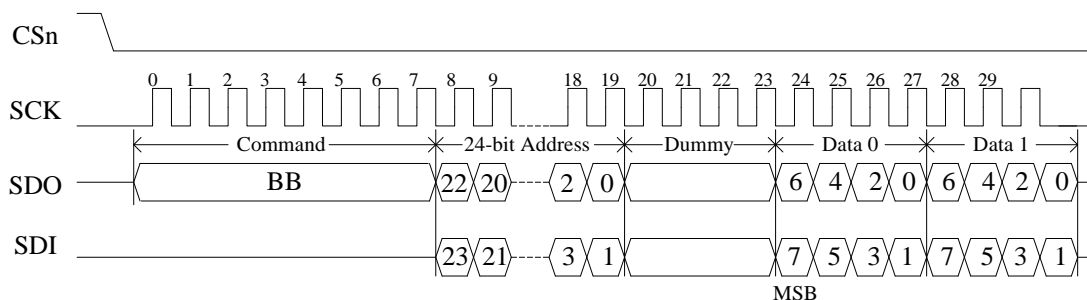 CSn
0 1 2 3 4 5 6 7 8 9 18 19 20 21 22 23 24 25 26 27 28 29
SCK
Command 24-bit Address Dummy Data 0 Data 1
SDO BB 22 20 2 0 6 4 2 0 6 4 2 0
SDI 23 21 3 1 7 5 3 1 7 5 3 1
MSB